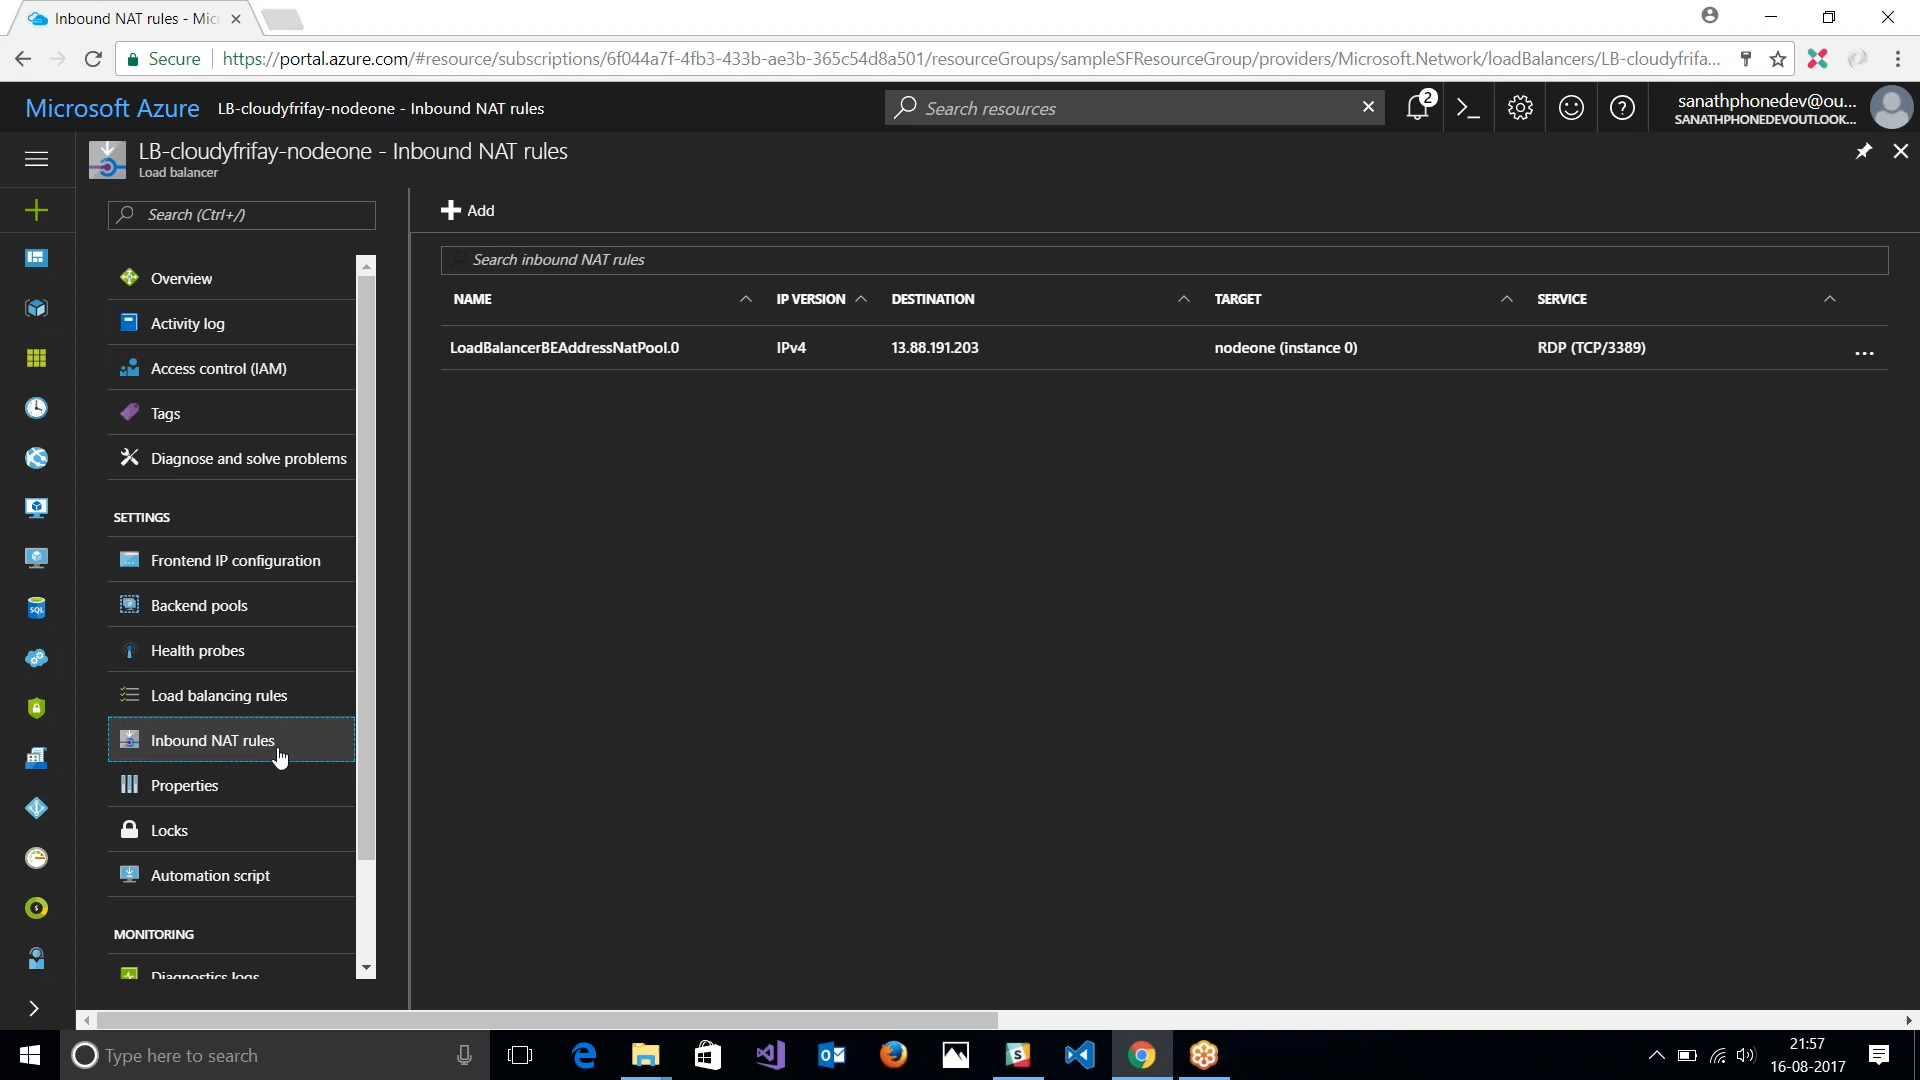 Inbound NAT rules - Mic
Secure https://portal.azure.com/#resource/subscriptions/6f044a7f-4fb3-433b-ae3b-365c54d8a501/resourceGroups/sampleSFResourceGroup/providers/Microsoft.Network/loadBalancers/LB-cloudyfrifa...
Microsoft Azure LB-cloudyfrifay-nodeone - Inbound NAT rules Search resources 2 sanathphonedev@ou...
SANATHPHONEDEVOUTLOOK...
LB-cloudyfrifay-nodeone - Inbound NAT rules
Load balancer
Search (Ctrl+/)
Overview
Activity log
Access control (IAM)
Tags
Diagnose and solve problems
SETTINGS
Frontend IP configuration
Backend pools
Health probes
Load balancing rules
Inbound NAT rules
Properties
Locks
Automation script
MONITORING
Diagnostics logs
Add
Search inbound NAT rules
NAME IP VERSION DESTINATION TARGET SERVICE
LoadBalancerBEAddressNatPool.0 IPv4 13.88.191.203 nodeone (instance 0) RDP (TCP/3389) ...
SQL
Type here to search
21:57
16-08-2017